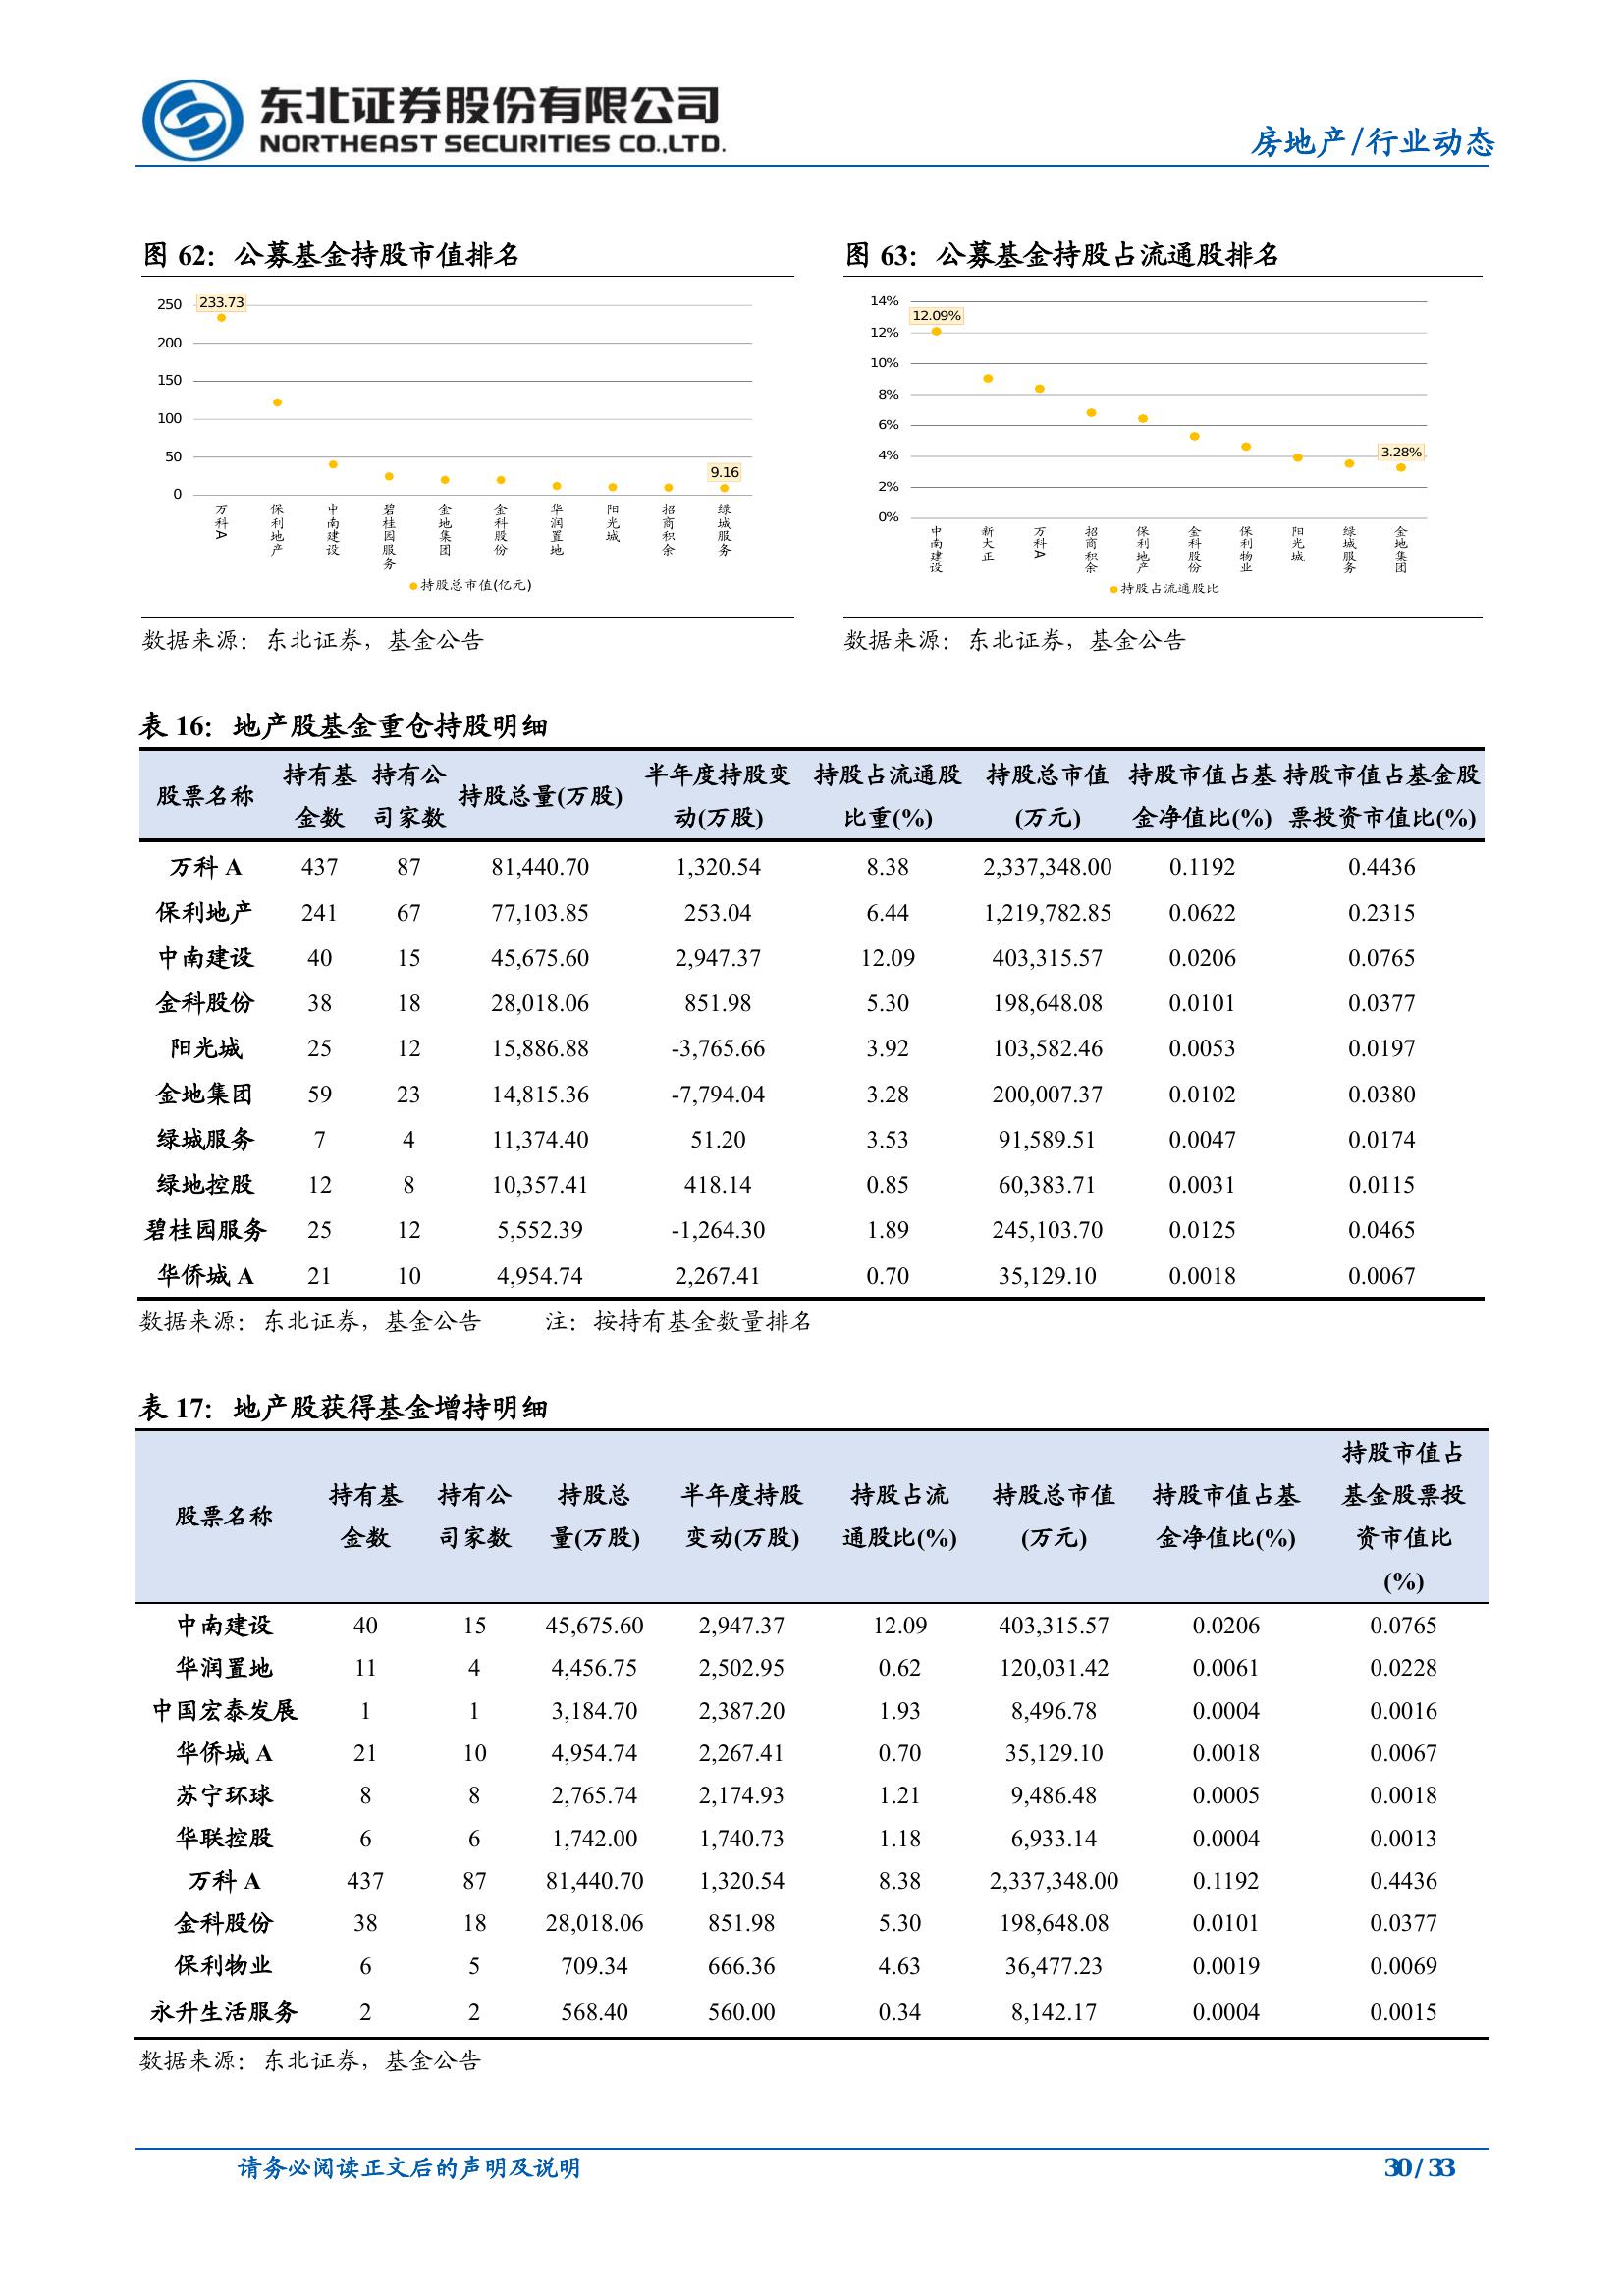 东北证券股份有限公司
NORTHEAST SECURITIES CO.,LTD.
房地产/行业动态
图 62：公募基金持股市值排名
250
200
150
100
50
0
233.73
9.16
万科A 保利地产 中南建设 碧桂园服务 金地集团 金科股份 华润置地 阳光城 招商积余 绿城服务
持股总市值(亿元)
数据来源：东北证券，基金公告
图 63：公募基金持股占流通股排名
14%
12%
10%
8%
6%
4%
2%
0%
12.09%
3.28%
中南建设 新大正 万科A 招商积余 保利地产 金科股份 保利物业 阳光城 绿城服务 金地集团
持股占流通股比
数据来源：东北证券，基金公告
表 16：地产股基金重仓持股明细
股票名称 持有基金数 持有公司家数 持股总量(万股) 半年度持股变动(万股) 持股占流通股比重(%) 持股总市值(万元) 持股市值占基金净值比(%) 持股市值占基金股票投资市值比(%)
万科 A 437 87 81,440.70 1,320.54 8.38 2,337,348.00 0.1192 0.4436
保利地产 241 67 77,103.85 253.04 6.44 1,219,782.85 0.0622 0.2315
中南建设 40 15 45,675.60 2,947.37 12.09 403,315.57 0.0206 0.0765
金科股份 38 18 28,018.06 851.98 5.30 198,648.08 0.0101 0.0377
阳光城 25 12 15,886.88 -3,765.66 3.92 103,582.46 0.0053 0.0197
金地集团 59 23 14,815.36 -7,794.04 3.28 200,007.37 0.0102 0.0380
绿城服务 7 4 11,374.40 51.20 3.53 91,589.51 0.0047 0.0174
绿地控股 12 8 10,357.41 418.14 0.85 60,383.71 0.0031 0.0115
碧桂园服务 25 12 5,552.39 -1,264.30 1.89 245,103.70 0.0125 0.0465
华侨城 A 21 10 4,954.74 2,267.41 0.70 35,129.10 0.0018 0.0067
数据来源：东北证券，基金公告 注：按持有基金数量排名
表 17：地产股获得基金增持明细
股票名称 持有基金数 持有公司家数 持股总量(万股) 半年度持股变动(万股) 持股占流通股比(%) 持股总市值(万元) 持股市值占基金净值比(%) 持股市值占基金股票投资市值比(%)
中南建设 40 15 45,675.60 2,947.37 12.09 403,315.57 0.0206 0.0765
华润置地 11 4 4,456.75 2,502.95 0.62 120,031.42 0.0061 0.0228
中国宏泰发展 1 1 3,184.70 2,387.20 1.93 8,496.78 0.0004 0.0016
华侨城 A 21 10 4,954.74 2,267.41 0.70 35,129.10 0.0018 0.0067
苏宁环球 8 8 2,765.74 2,174.93 1.21 9,486.48 0.0005 0.0018
华联控股 6 6 1,742.00 1,740.73 1.18 6,933.14 0.0004 0.0013
万科 A 437 87 81,440.70 1,320.54 8.38 2,337,348.00 0.1192 0.4436
金科股份 38 18 28,018.06 851.98 5.30 198,648.08 0.0101 0.0377
保利物业 6 5 709.34 666.36 4.63 36,477.23 0.0019 0.0069
永升生活服务 2 2 568.40 560.00 0.34 8,142.17 0.0004 0.0015
数据来源：东北证券，基金公告
请务必阅读正文后的声明及说明
30 / 33